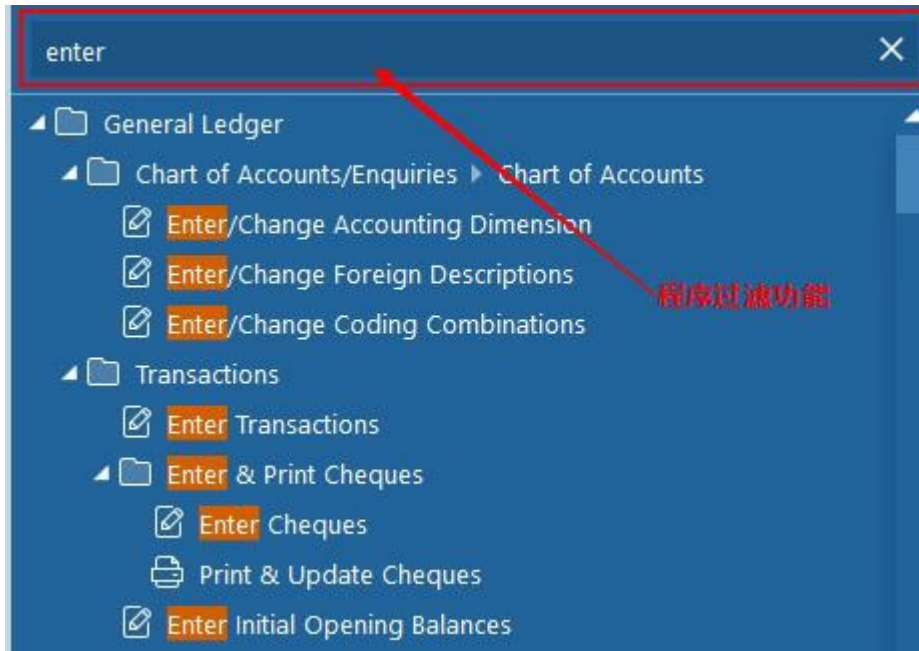 enter
General Ledger
Chart of Accounts/Enquiries Chart of Accounts
Enter/Change Accounting Dimension
Enter/Change Foreign Descriptions
程序过滤功能
Enter/Change Coding Combinations
Transactions
Enter Transactions
Enter & Print Cheques
Enter Cheques
Print & Update Cheques
Enter Initial Opening Balances